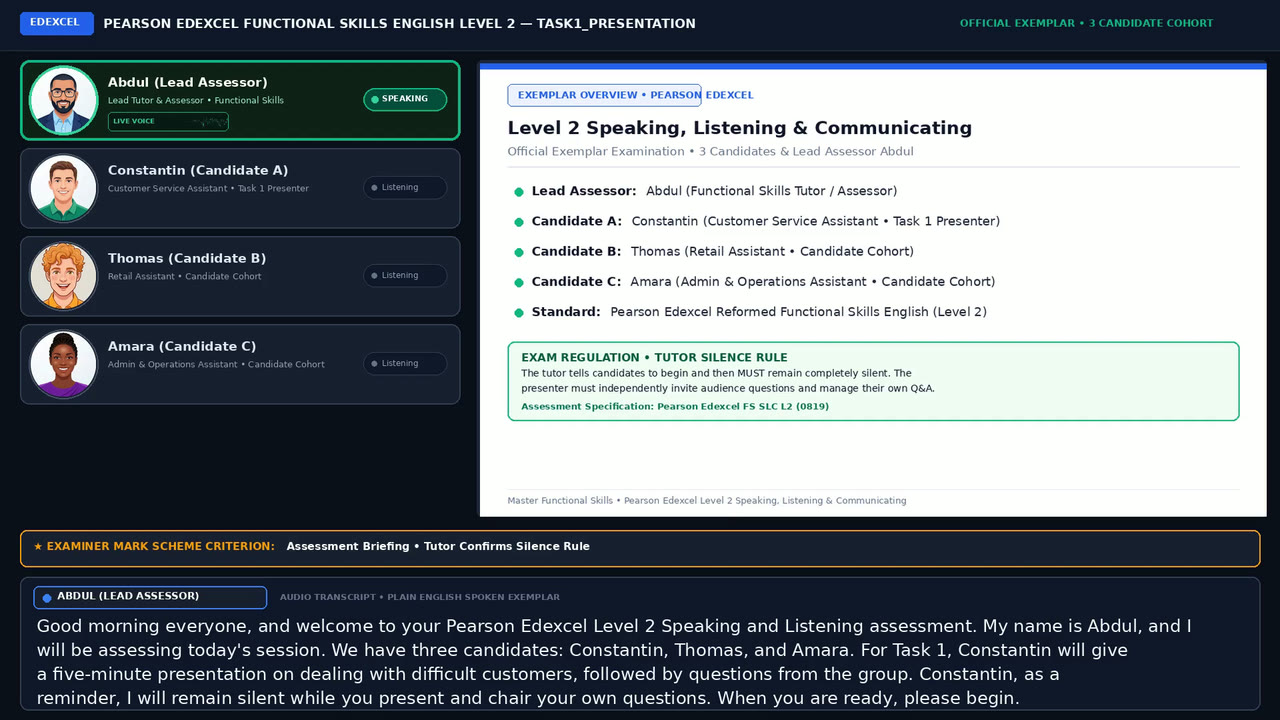 EDEXCEL PEARSON EDEXCEL FUNCTIONAL SKILLS ENGLISH LEVEL 2 — TASK1_PRESENTATION
OFFICIAL EXEMPLAR • 3 CANDIDATE COHORT
Abdul (Lead Assessor)
Lead Tutor & Assessor • Functional Skills
SPEAKING
LIVE VOICE
Constantin (Candidate A)
Customer Service Assistant • Task 1 Presenter
Listening
Thomas (Candidate B)
Retail Assistant • Candidate Cohort
Listening
Amara (Candidate C)
Admin & Operations Assistant • Candidate Cohort
Listening
EXEMPLAR OVERVIEW • PEARSON EDEXCEL
Level 2 Speaking, Listening & Communicating
Official Exemplar Examination • 3 Candidates & Lead Assessor Abdul
Lead Assessor: Abdul (Functional Skills Tutor / Assessor)
Candidate A: Constantin (Customer Service Assistant • Task 1 Presenter)
Candidate B: Thomas (Retail Assistant • Candidate Cohort)
Candidate C: Amara (Admin & Operations Assistant • Candidate Cohort)
Standard: Pearson Edexcel Reformed Functional Skills English (Level 2)
EXAM REGULATION • TUTOR SILENCE RULE
The tutor tells candidates to begin and then MUST remain completely silent. The
presenter must independently invite audience questions and manage their own Q&A.
Assessment Specification: Pearson Edexcel FS SLC L2 (0819)
Master Functional Skills • Pearson Edexcel Level 2 Speaking, Listening & Communicating
★ EXAMINER MARK SCHEME CRITERION: Assessment Briefing • Tutor Confirms Silence Rule
ABDUL (LEAD ASSESSOR)
AUDIO TRANSCRIPT • PLAIN ENGLISH SPOKEN EXEMPLAR
Good morning everyone, and welcome to your Pearson Edexcel Level 2 Speaking and Listening assessment. My name is Abdul, and I
will be assessing today's session. We have three candidates: Constantin, Thomas, and Amara. For Task 1, Constantin will give
a five-minute presentation on dealing with difficult customers, followed by questions from the group. Constantin, as a
reminder, I will remain silent while you present and chair your own questions. When you are ready, please begin.